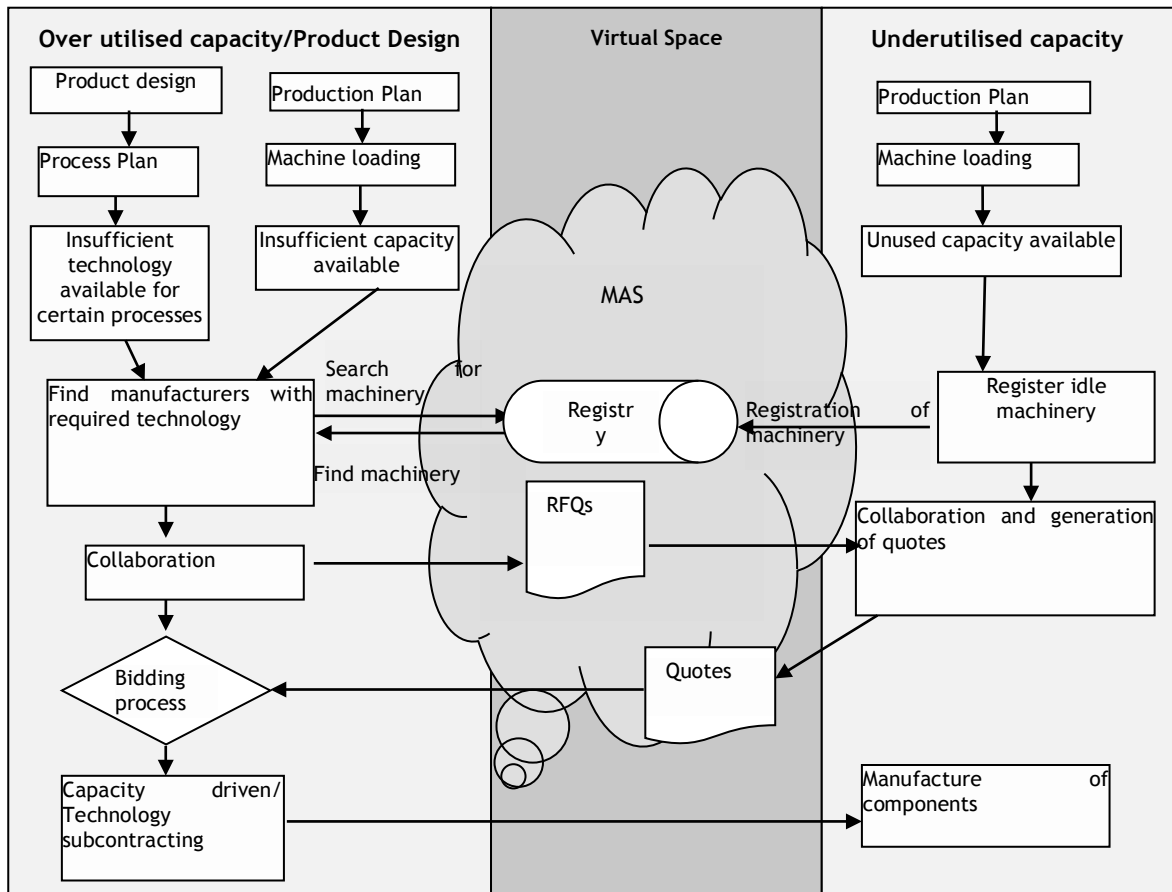 Over utilised capacity/Product Design
Product design
Production Plan
Process Plan
Machine loading
Insufficient
technology
available for
certain processes
Insufficient capacity
available
Find manufacturers with
required technology
Collaboration
Bidding
process
Capacity driven/
Technology
subcontracting
Virtual Space
MAS
Search for
machinery
Registr
y
Registration of
machinery
Find machinery
RFQs
Quotes
Underutilised capacity
Production Plan
Machine loading
Unused capacity available
Register idle
machinery
Collaboration and generation
of quotes
Manufacture of
components